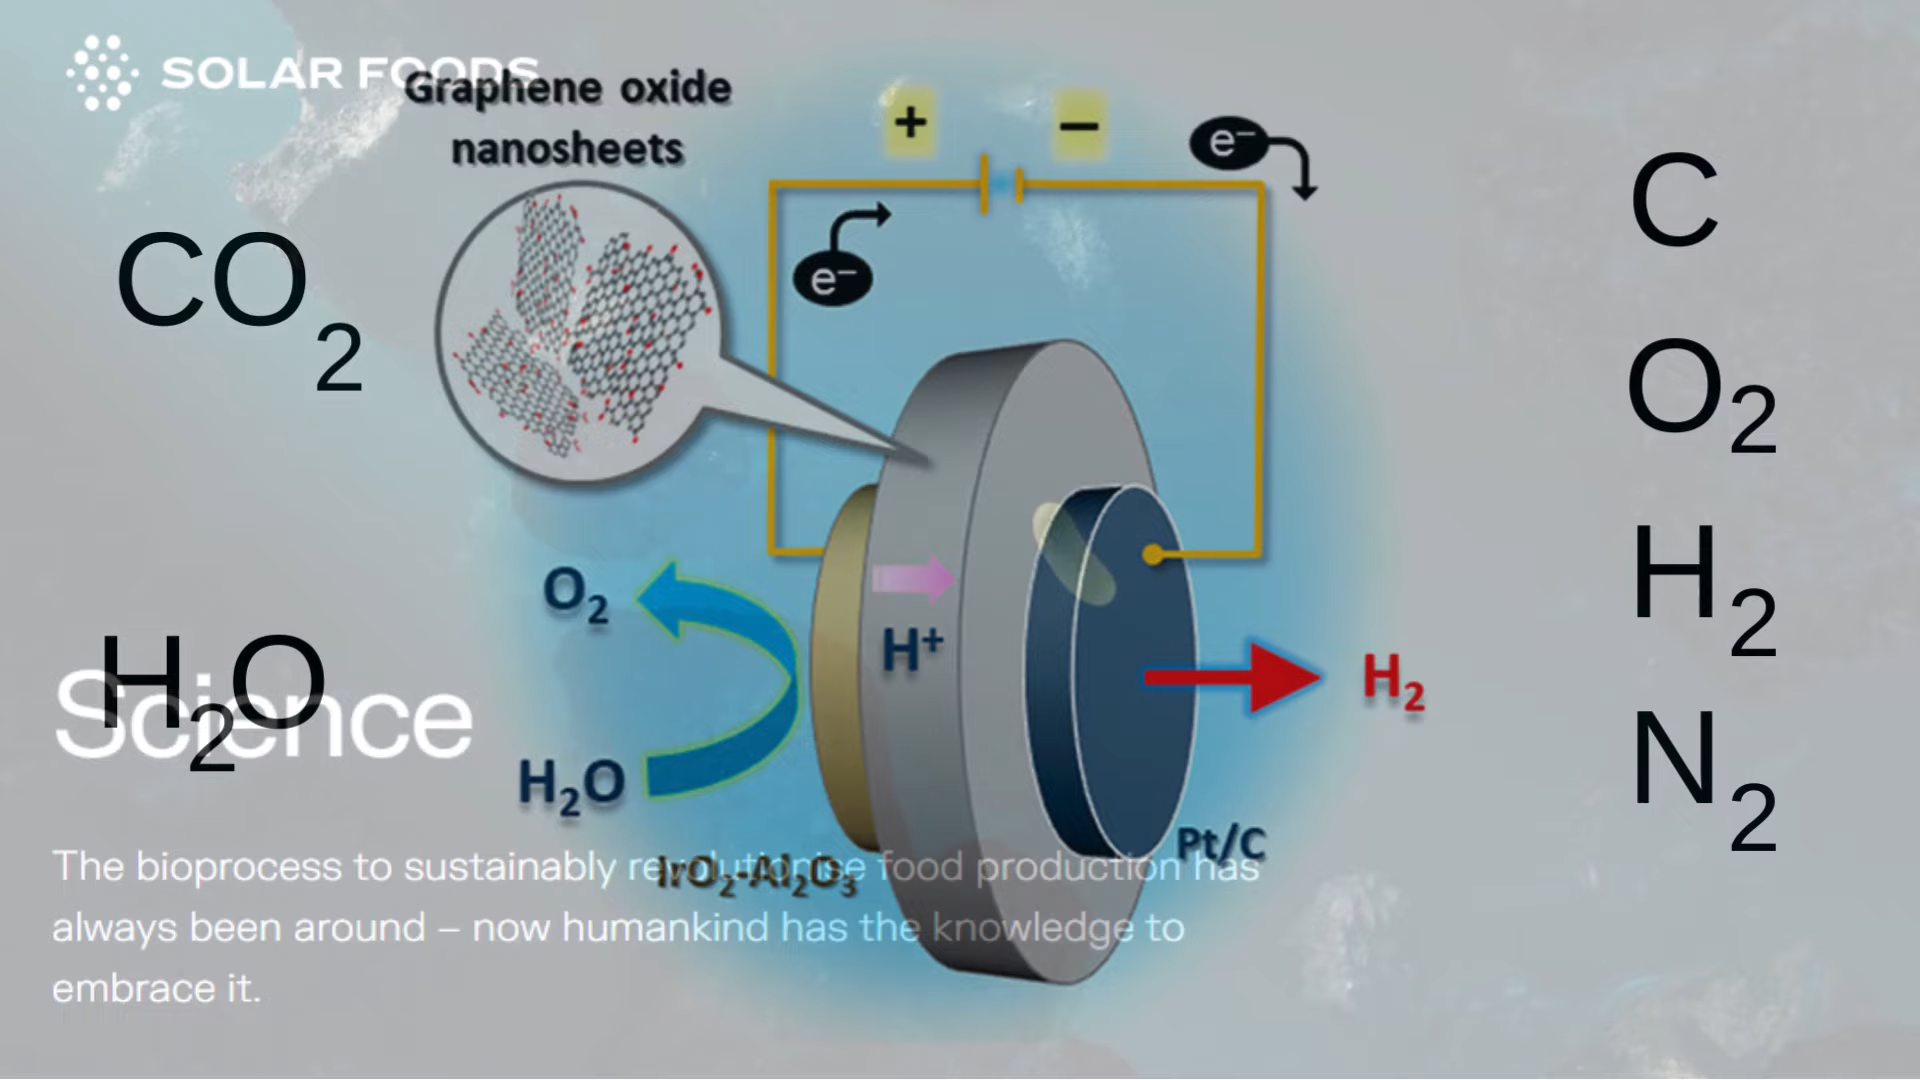 SOLAR FOODS
Graphene oxide
nanosheets
+
−
e⁻
e⁻
CO₂
H₂O
O₂
H₂O
H⁺
H₂
IrO₂-Al₂O₃
Pt/C
C
O₂
H₂
N₂
Science
The bioprocess to sustainably revolutionise food production has
always been around – now humankind has the knowledge to
embrace it.